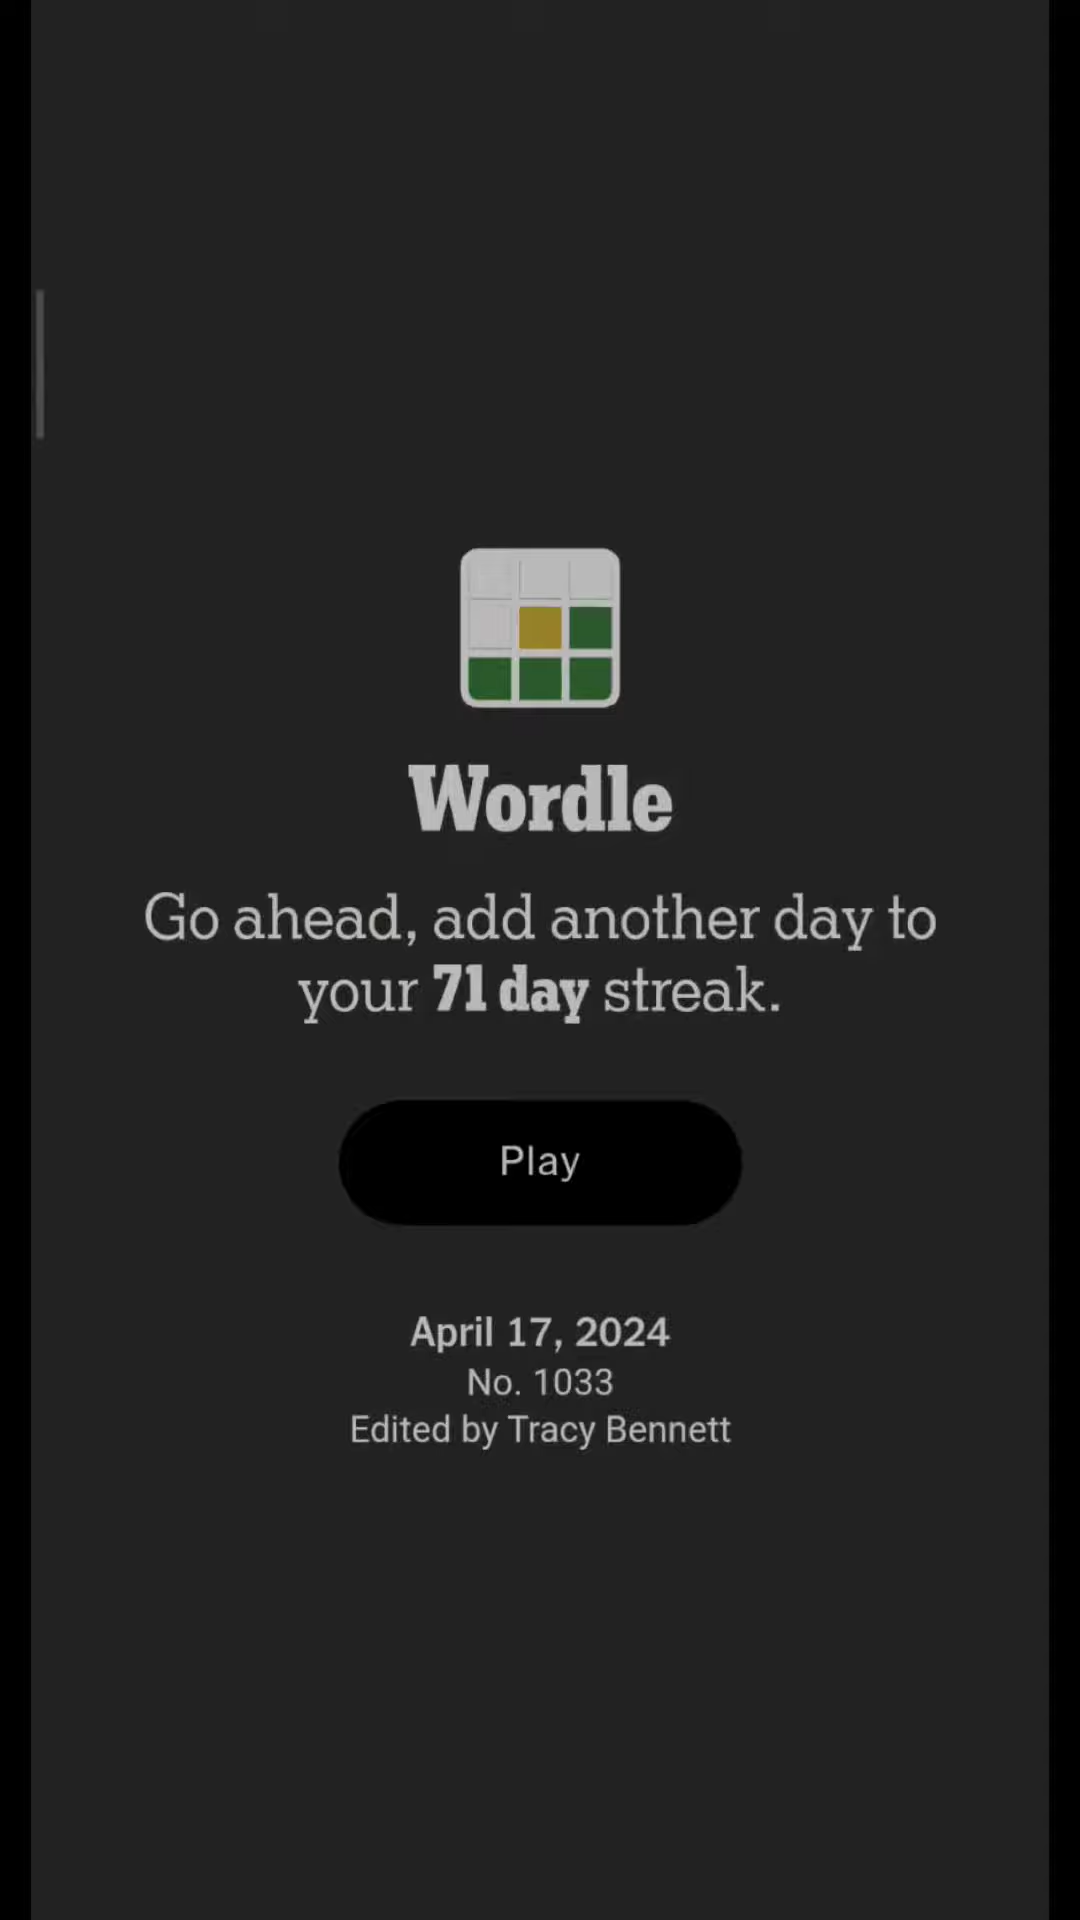 Wordle
Go ahead, add another day to
your 71 day streak.
Play
April 17, 2024
No. 1033
Edited by Tracy Bennett